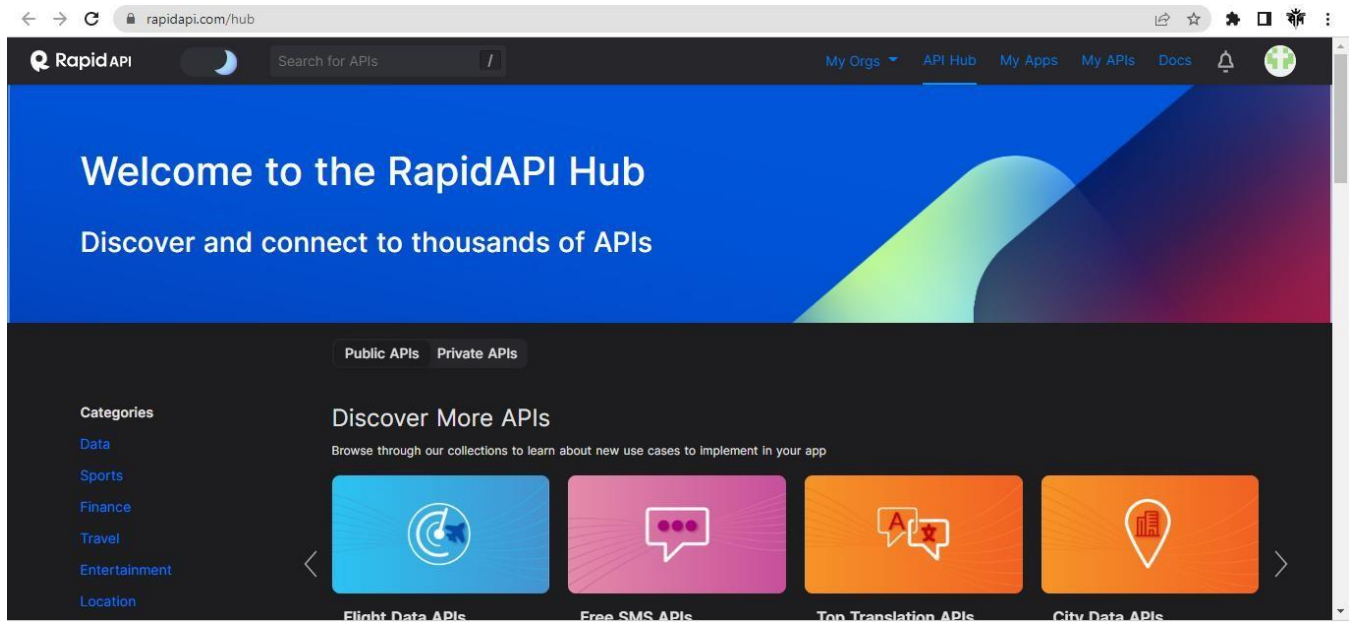 rapidapi.com/hub
Rapid API
Search for APIs /
My Orgs API Hub My Apps My APIs Docs
Welcome to the RapidAPI Hub
Discover and connect to thousands of APIs
Public APIs Private APIs
Categories
Data
Sports
Finance
Travel
Entertainment
Location
Discover More APIs
Browse through our collections to learn about new use cases to implement in your app
A 文
Flight Data APIs Free SMS APIs Top Translation APIs City Data APIs